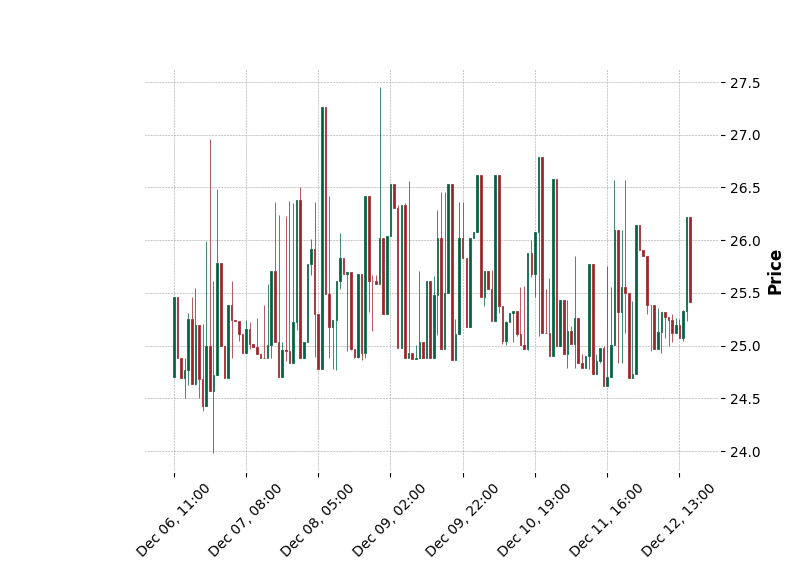 27.5
27.0
26.5
26.0
25.5
25.0
24.5
24.0
Price
Dec 06, 11:00
Dec 07, 08:00
Dec 08, 05:00
Dec 09, 02:00
Dec 09, 22:00
Dec 10, 19:00
Dec 11, 16:00
Dec 12, 13:00